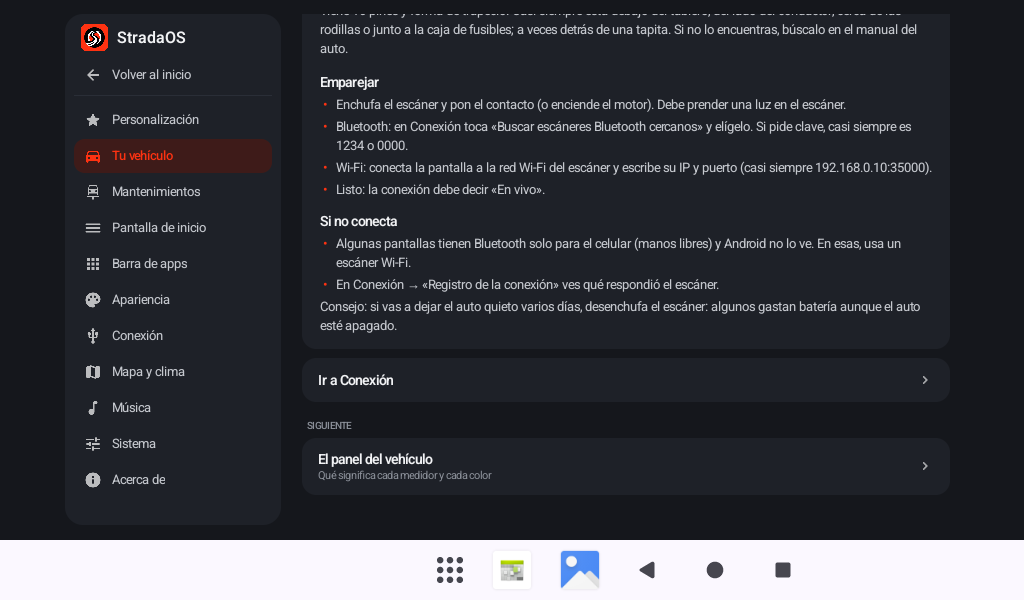 StradaOS
Volver al inicio
Personalización
Tu vehículo
Mantenimientos
Pantalla de inicio
Barra de apps
Apariencia
Conexión
Mapa y clima
Música
Sistema
Acerca de
rodillas o junto a la caja de fusibles; a veces detrás de una tapita. Si no lo encuentras, búscalo en el manual del
auto.
Emparejar
• Enchufa el escáner y pon el contacto (o enciende el motor). Debe prender una luz en el escáner.
• Bluetooth: en Conexión toca «Buscar escáneres Bluetooth cercanos» y elígelo. Si pide clave, casi siempre es
1234 o 0000.
• Wi-Fi: conecta la pantalla a la red Wi-Fi del escáner y escribe su IP y puerto (casi siempre 192.168.0.10:35000).
• Listo: la conexión debe decir «En vivo».
Si no conecta
• Algunas pantallas tienen Bluetooth solo para el celular (manos libres) y Android no lo ve. En esas, usa un
escáner Wi-Fi.
• En Conexión → «Registro de la conexión» ves qué respondió el escáner.
Consejo: si vas a dejar el auto quieto varios días, desenchufa el escáner: algunos gastan batería aunque el auto
esté apagado.
Ir a Conexión
SIGUIENTE
El panel del vehículo
Qué significa cada medidor y cada color